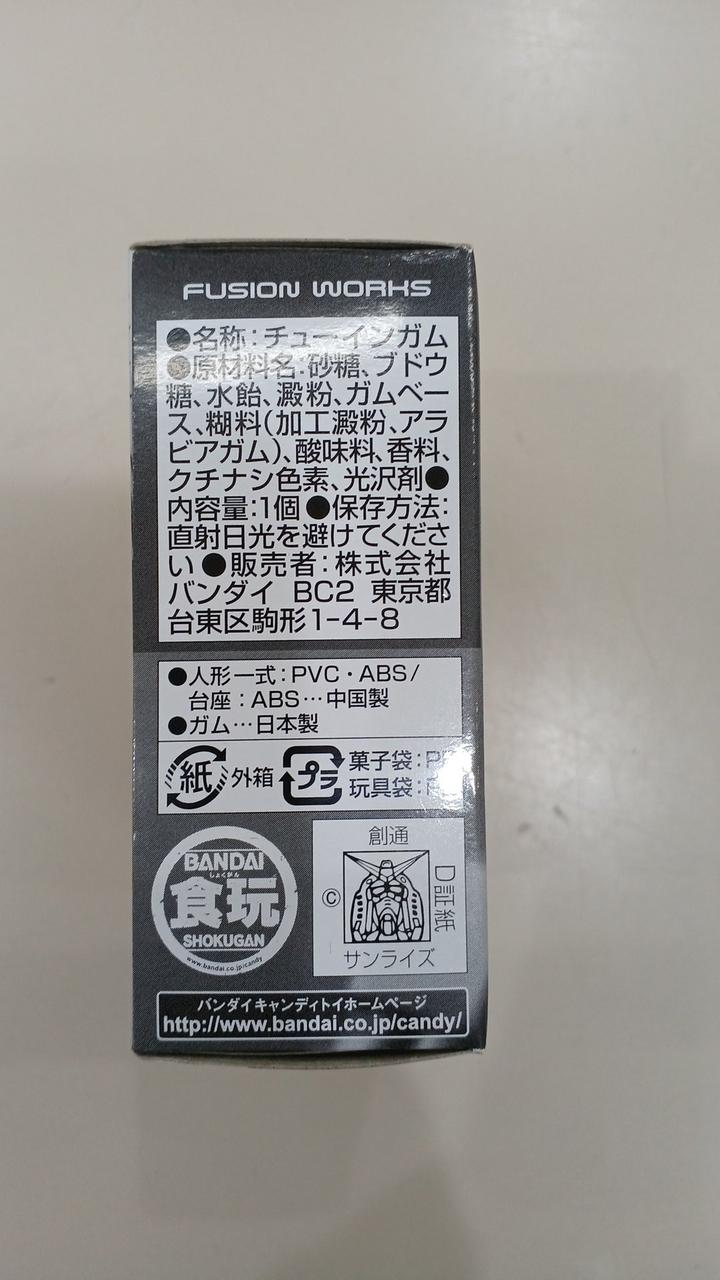 FUSION WORKS
●名称:チューインガム
●原材料名:砂糖、ブドウ
糖、水飴、澱粉、ガムベー
ス、糊料(加工澱粉、アラ
ビアガム)、酸味料、香料、
クチナシ色素、光沢剤●
内容量:1個●保存方法:
直射日光を避けてくださ
い●販売者:株式会社
バンダイ BC2 東京都
台東区駒形1-4-8
●人形一式:PVC・ABS/
台座:ABS…中国製
●ガム…日本製
紙 外箱 プラ 菓子袋:
玩具袋:
BANDAI
しょくがん
食玩
SHOKUGAN
www.bandai.co.jp/candy
創通
©
D証紙
サンライズ
バンダイキャンディトイホームページ
http://www.bandai.co.jp/candy/